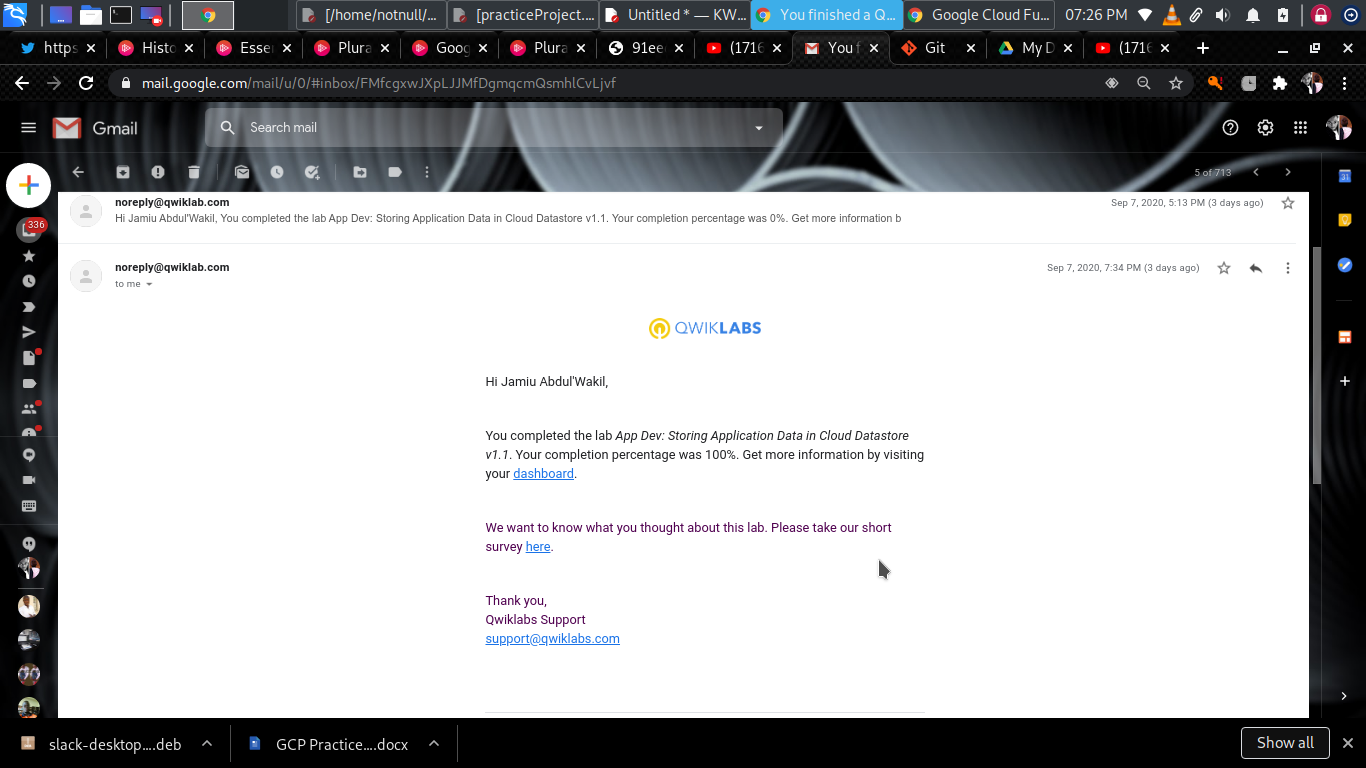 [/home/notnull/...
[practiceProject....
Untitled * — KW...
You finished a Q...
Google Cloud Fu...
07:26 PM
https
Histo
Esser
Plura
Goog
Plura
91ee
(1716
You f
Git
My D
(1716
mail.google.com/mail/u/0/#inbox/FMfcgxwJXpLJJMfDgmqcmQsmhlCvLjvf
Gmail
Search mail
5 of 713
336
noreply@qwiklab.com
Sep 7, 2020, 5:13 PM (3 days ago)
Hi Jamiu Abdul'Wakil, You completed the lab App Dev: Storing Application Data in Cloud Datastore v1.1. Your completion percentage was 0%. Get more information b
noreply@qwiklab.com
Sep 7, 2020, 7:34 PM (3 days ago)
to me
QWIKLABS
Hi Jamiu Abdul'Wakil,
You completed the lab App Dev: Storing Application Data in Cloud Datastore
v1.1. Your completion percentage was 100%. Get more information by visiting
your dashboard.
We want to know what you thought about this lab. Please take our short
survey here.
Thank you,
Qwiklabs Support
support@qwiklabs.com
slack-desktop....deb
GCP Practice....docx
Show all